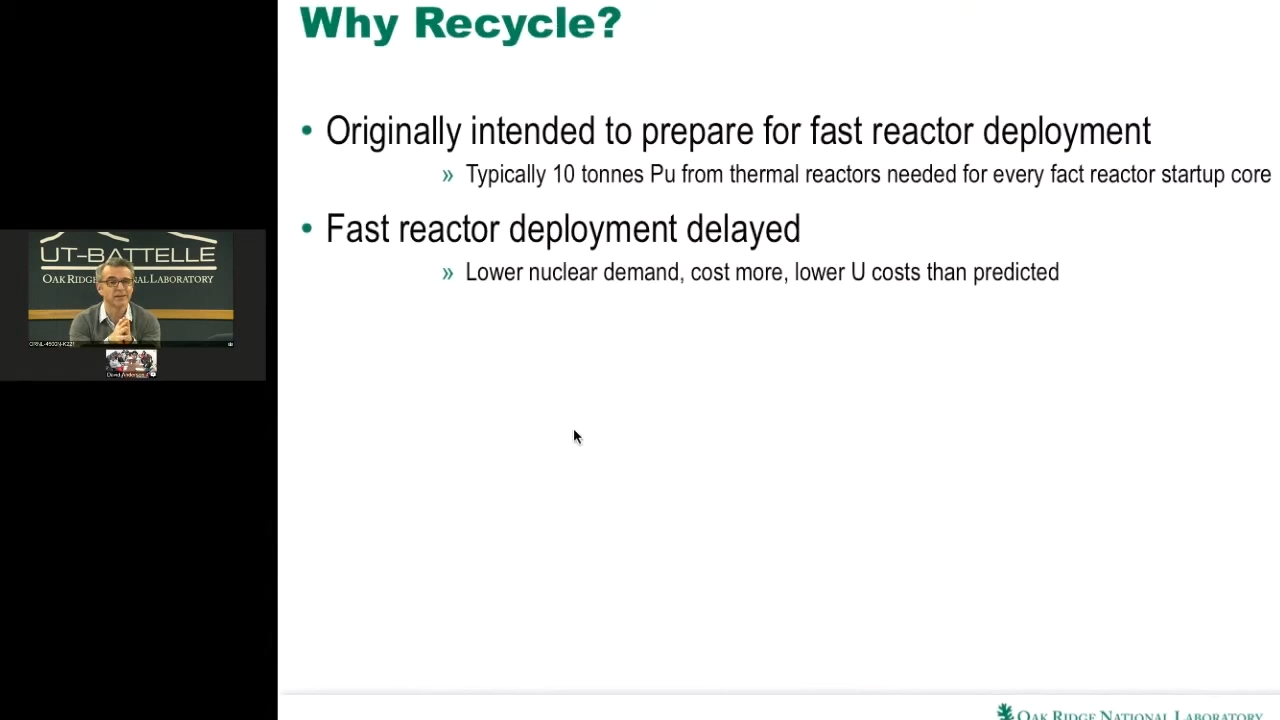 Why Recycle?
• Originally intended to prepare for fast reactor deployment
» Typically 10 tonnes Pu from thermal reactors needed for every fact reactor startup core
• Fast reactor deployment delayed
» Lower nuclear demand, cost more, lower U costs than predicted
UT-BATTELLE
OAK RIDGE NATIONAL LABORATORY
David Anderson
OAK RIDGE NATIONAL LABORATORY